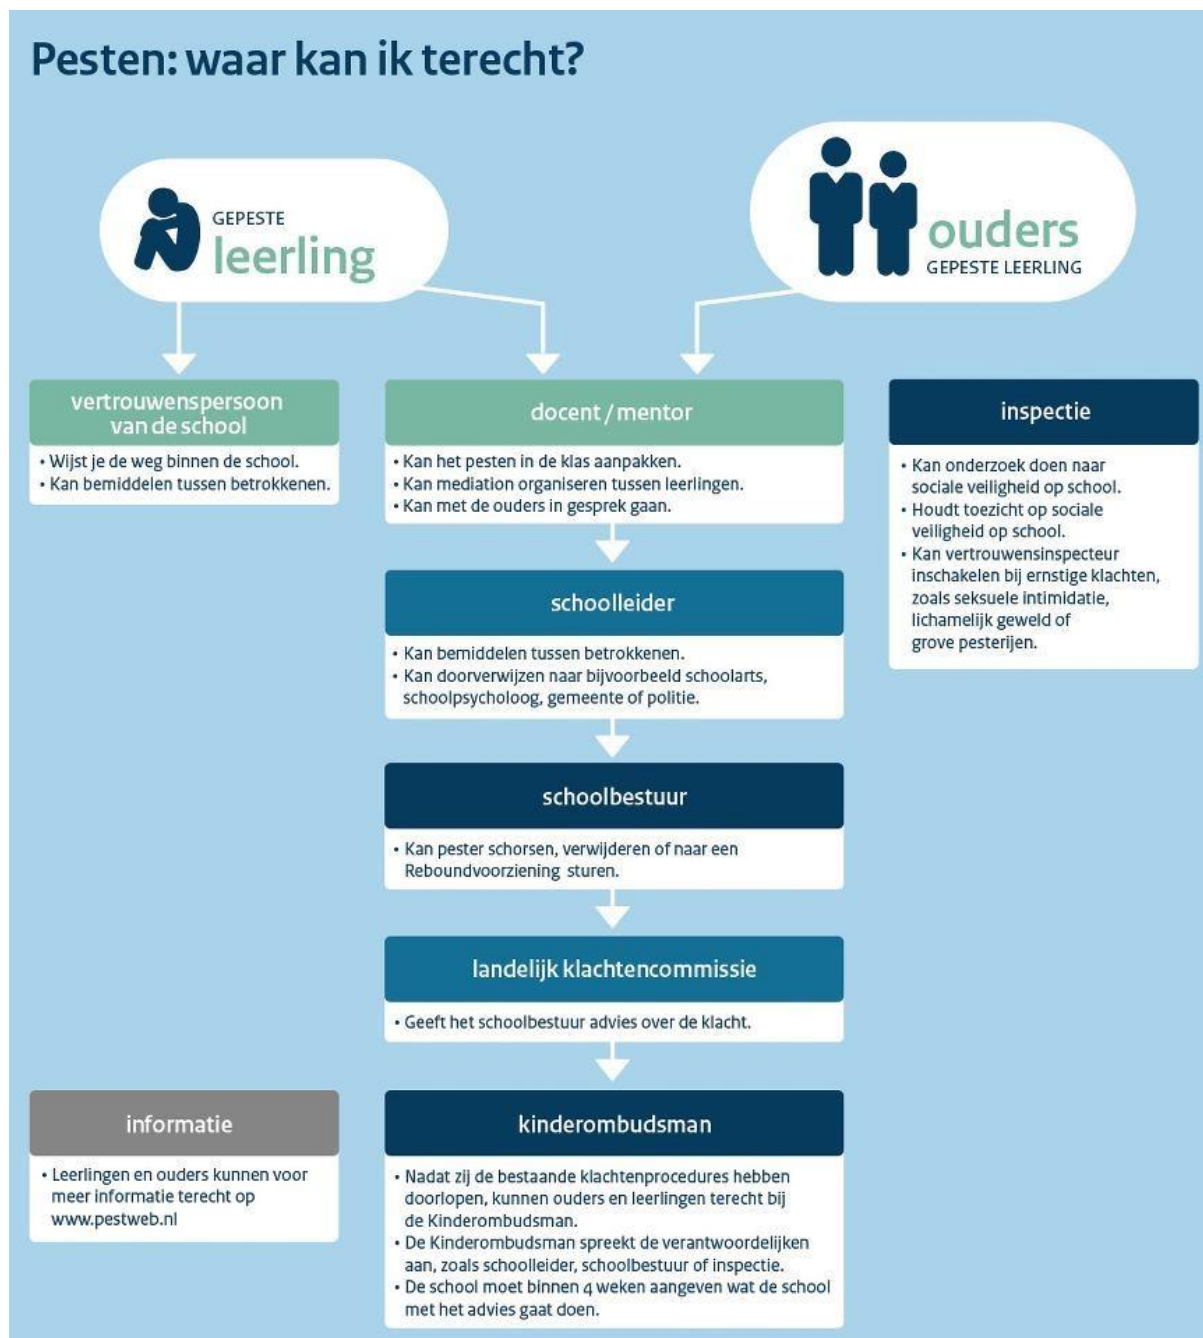 Pesten: waar kan ik terecht?
GEPESTE
leerling
ouders
GEPESTE LEERLING
vertrouwenspersoon
van de school
• Wijst je de weg binnen de school.
• Kan bemiddelen tussen betrokkenen.
docent / mentor
• Kan het pesten in de klas aanpakken.
• Kan mediation organiseren tussen leerlingen.
• Kan met de ouders in gesprek gaan.
inspectie
• Kan onderzoek doen naar
sociale veiligheid op school.
• Houdt toezicht op sociale
veiligheid op school.
• Kan vertrouwensinspecteur
inschakelen bij ernstige klachten,
zoals seksuele intimidatie,
lichamelijk geweld of
grove pesterijen.
schoolleider
• Kan bemiddelen tussen betrokkenen.
• Kan doorverwijzen naar bijvoorbeeld schoolarts,
schoolpsycholoog, gemeente of politie.
schoolbestuur
• Kan pester schorsen, verwijderen of naar een
Reboundvoorziening sturen.
landelijk klachtencommissie
• Geeft het schoolbestuur advies over de klacht.
informatie
• Leerlingen en ouders kunnen voor
meer informatie terecht op
www.pestweb.nl
kinderombudsman
• Nadat zij de bestaande klachtenprocedures hebben
doorlopen, kunnen ouders en leerlingen terecht bij
de Kinderombudsman.
• De Kinderombudsman spreekt de verantwoordelijken
aan, zoals schoolleider, schoolbestuur of inspectie.
• De school moet binnen 4 weken aangeven wat de school
met het advies gaat doen.